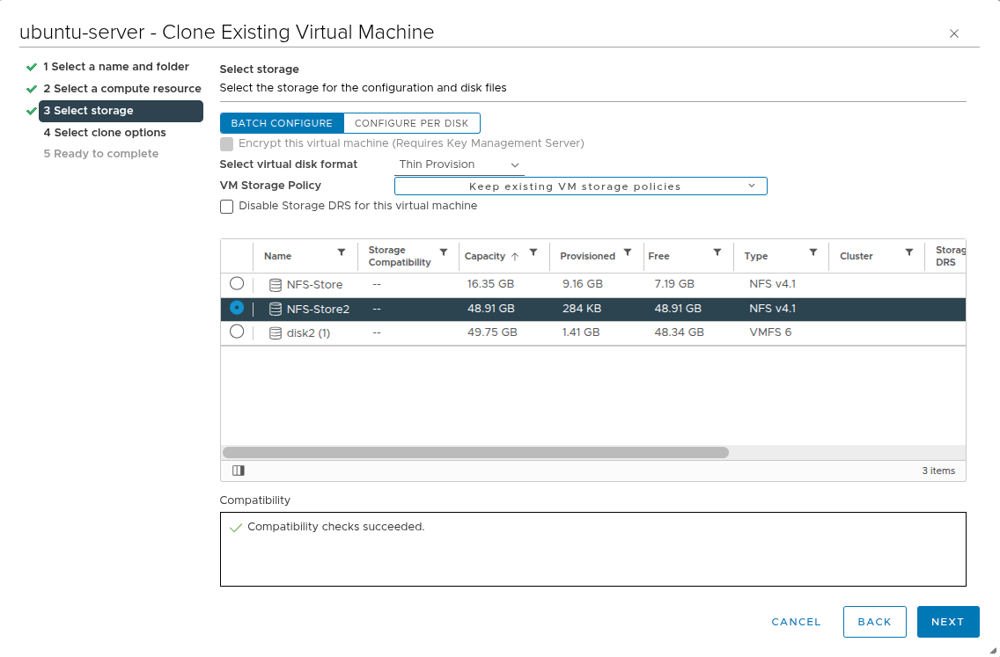 ubuntu-server - Clone Existing Virtual Machine
1 Select a name and folder
2 Select a compute resource
3 Select storage
4 Select clone options
5 Ready to complete
Select storage
Select the storage for the configuration and disk files
BATCH CONFIGURE CONFIGURE PER DISK
Encrypt this virtual machine (Requires Key Management Server)
Select virtual disk format Thin Provision
VM Storage Policy Keep existing VM storage policies
Disable Storage DRS for this virtual machine
Name Storage Compatibility Capacity Provisioned Free Type Cluster Storag DRS
NFS-Store -- 16.35 GB 9.16 GB 7.19 GB NFS v4.1
NFS-Store2 -- 48.91 GB 284 KB 48.91 GB NFS v4.1
disk2 (1) -- 49.75 GB 1.41 GB 48.34 GB VMFS 6
3 items
Compatibility
Compatibility checks succeeded.
CANCEL BACK NEXT